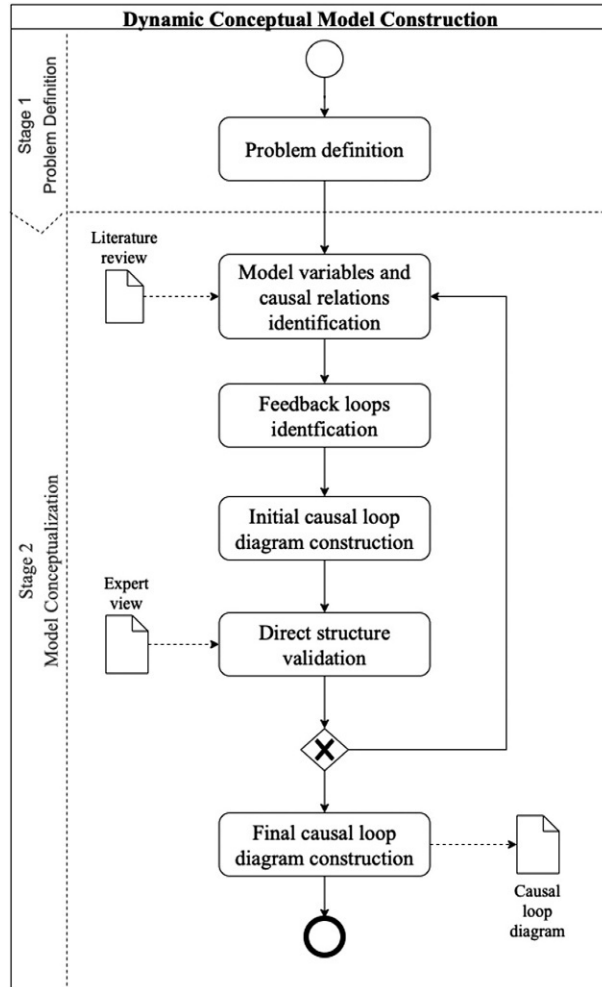 Dynamic Conceptual Model Construction
Stage 1
Problem Definition
Problem definition
Literature
review
Model variables and
causal relations
identification
Feedback loops
identfication
Initial causal loop
diagram construction
Stage 2
Model Conceptualization
Expert
view
Direct structure
validation
Final causal loop
diagram construction
Causal
loop
diagram